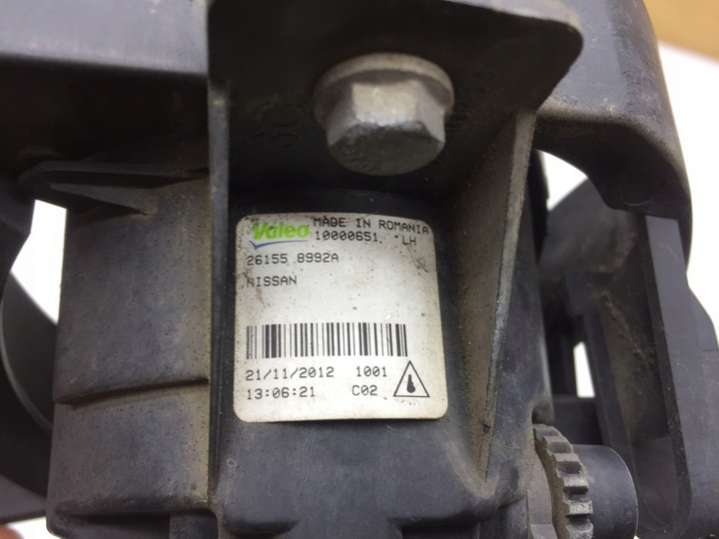 Valeo MADE IN ROMANIA
10000651. LH
26155 8992A
NISSAN
21/11/2012 1001
13:06:21 C02